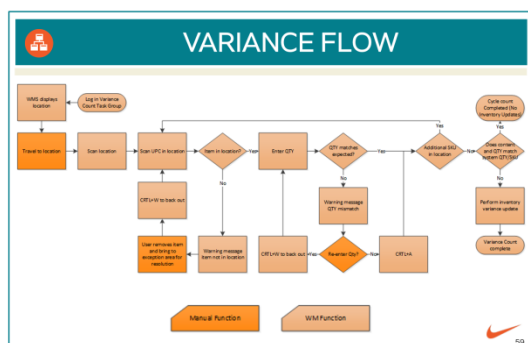 VARIANCE FLOW
WMS displays
location
Log in Variance
Count Task Group
Travel to location
Scan location
Scan UPC in location
Item in location?
Yes
Enter QTY
QTY matches
expected?
Yes
Additional SKU
in location
Yes
No
Does content
and QTY match
system QTY/SKU
Yes
Cycle count
Completed (No
Inventory Updates)
No
Perform inventory
variance update
Variance Count
complete
No
Warning message
QTY mismatch
Re-enter Qty?
Yes
CRTL+W to back out
No
CRTL+A
No
Warning message
item not in location
User removes item
and bring to
exception area for
resolution
CRTL+W to back out
Manual Function
WM Function
59